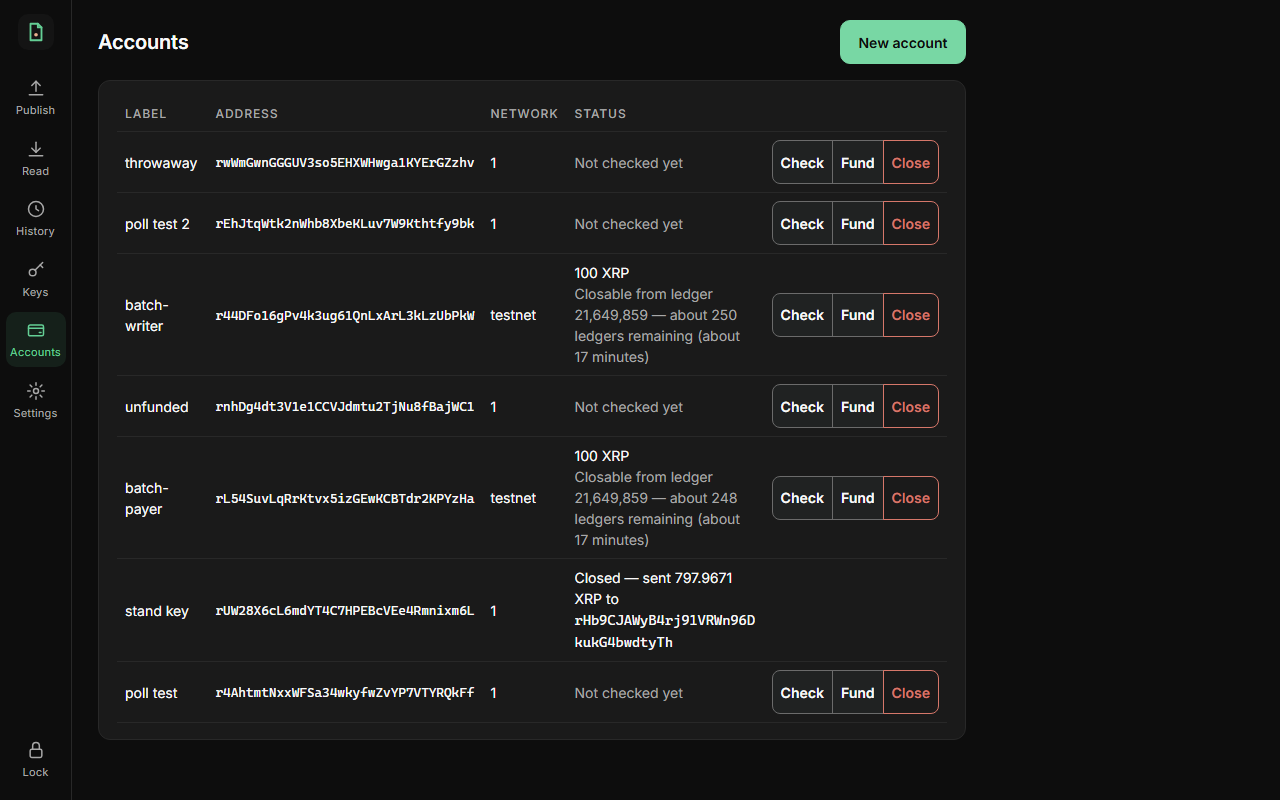 Accounts
New account
Publish
Read
History
Keys
Accounts
Settings
Lock
LABEL ADDRESS NETWORK STATUS
throwaway rwWmGwnGGGUV3so5EHXWHwga1KYErGZzhv 1 Not checked yet Check Fund Close
poll test 2 rEhJtqWtk2nWhb8XbeKLuv7W9Kthtfy9bk 1 Not checked yet Check Fund Close
batch-
writer
r44DFo16gPv4k3ug61QnLxArL3kLzUbPkW testnet
100 XRP
Closable from ledger
21,649,859 — about 250
ledgers remaining (about
17 minutes)
Check Fund Close
unfunded rnhDg4dt3V1e1CCVJdmtu2TjNu8fBajWC1 1 Not checked yet Check Fund Close
batch-
payer
rL54SuvLqRrKtvx5izGEwKCBTdr2KPYzHa testnet
100 XRP
Closable from ledger
21,649,859 — about 248
ledgers remaining (about
17 minutes)
Check Fund Close
stand key rUW28X6cL6mdYT4C7HPEBcVEe4Rmnixm6L 1
Closed — sent 797.9671
XRP to
rHb9CJAWyB4rj91VRWn96D
kukG4bwdtyTh
poll test r4AhtmtNxxWFSa34wkyfwZvYP7VTYRQkFf 1 Not checked yet Check Fund Close